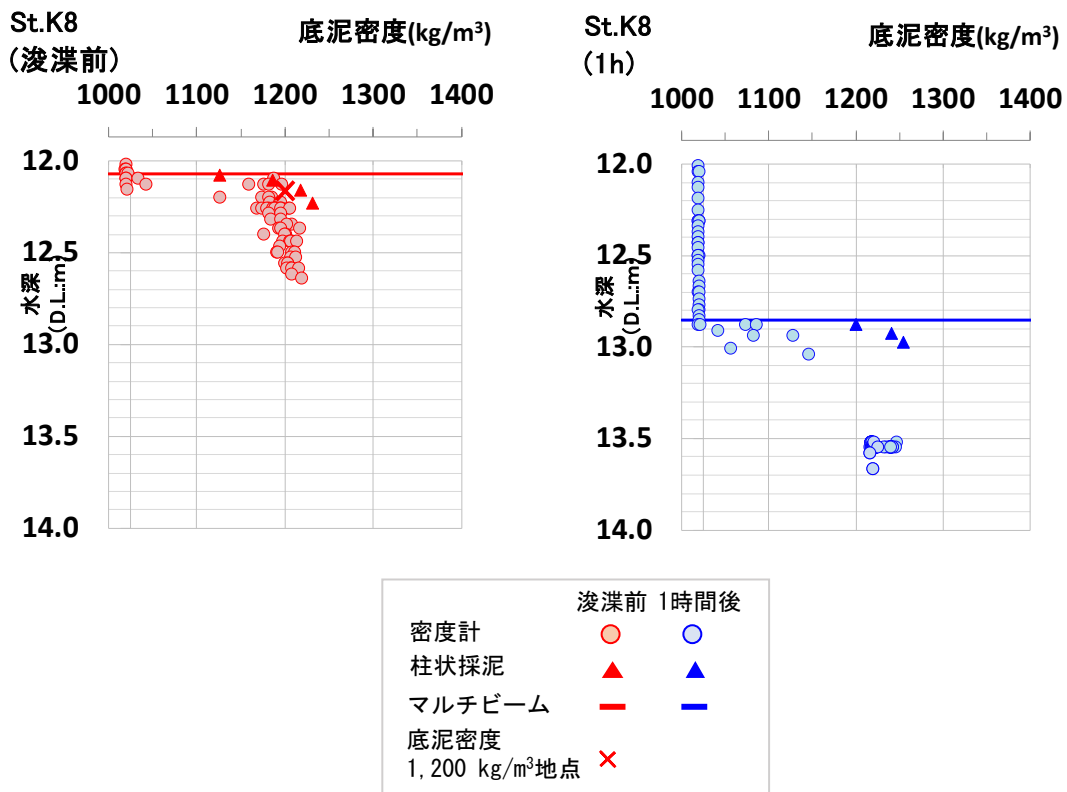 St.K8
(浚渫前)
底泥密度(kg/m³)
1000 1100 1200 1300 1400
12.0
12.5
13.0
13.5
14.0
水深
(D.L.:m)
St.K8
(1h)
底泥密度(kg/m³)
1000 1100 1200 1300 1400
12.0
12.5
13.0
13.5
14.0
水深
(D.L.:m)
浚渫前 1時間後
密度計
柱状採泥
マルチビーム
底泥密度
1,200 kg/m³地点